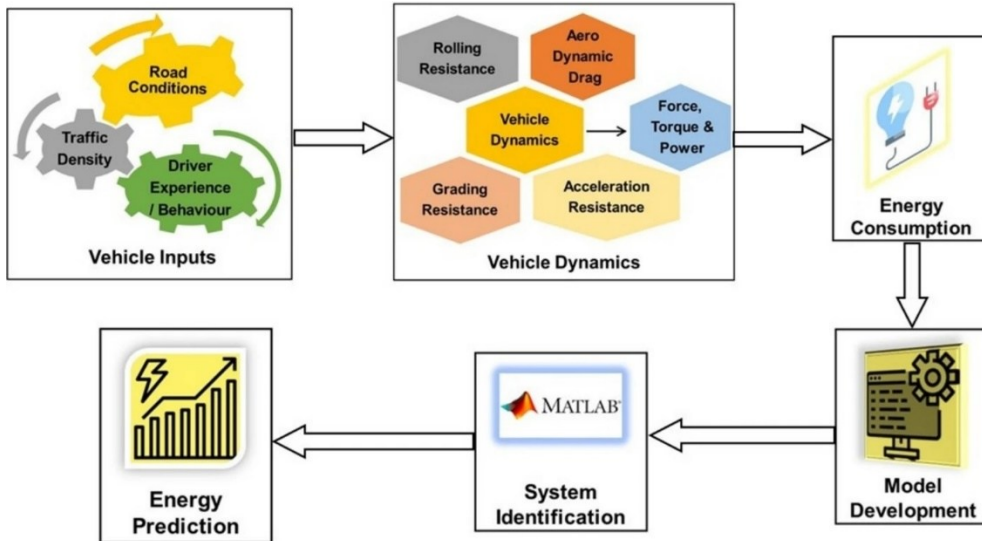 Road
Conditions
Traffic
Density
Driver
Experience
/ Behaviour
Vehicle Inputs
Rolling
Resistance
Aero
Dynamic
Drag
Vehicle
Dynamics
Force,
Torque &
Power
Grading
Resistance
Acceleration
Resistance
Vehicle Dynamics
Energy
Consumption
Model
Development
MATLAB®
System
Identification
Energy
Prediction